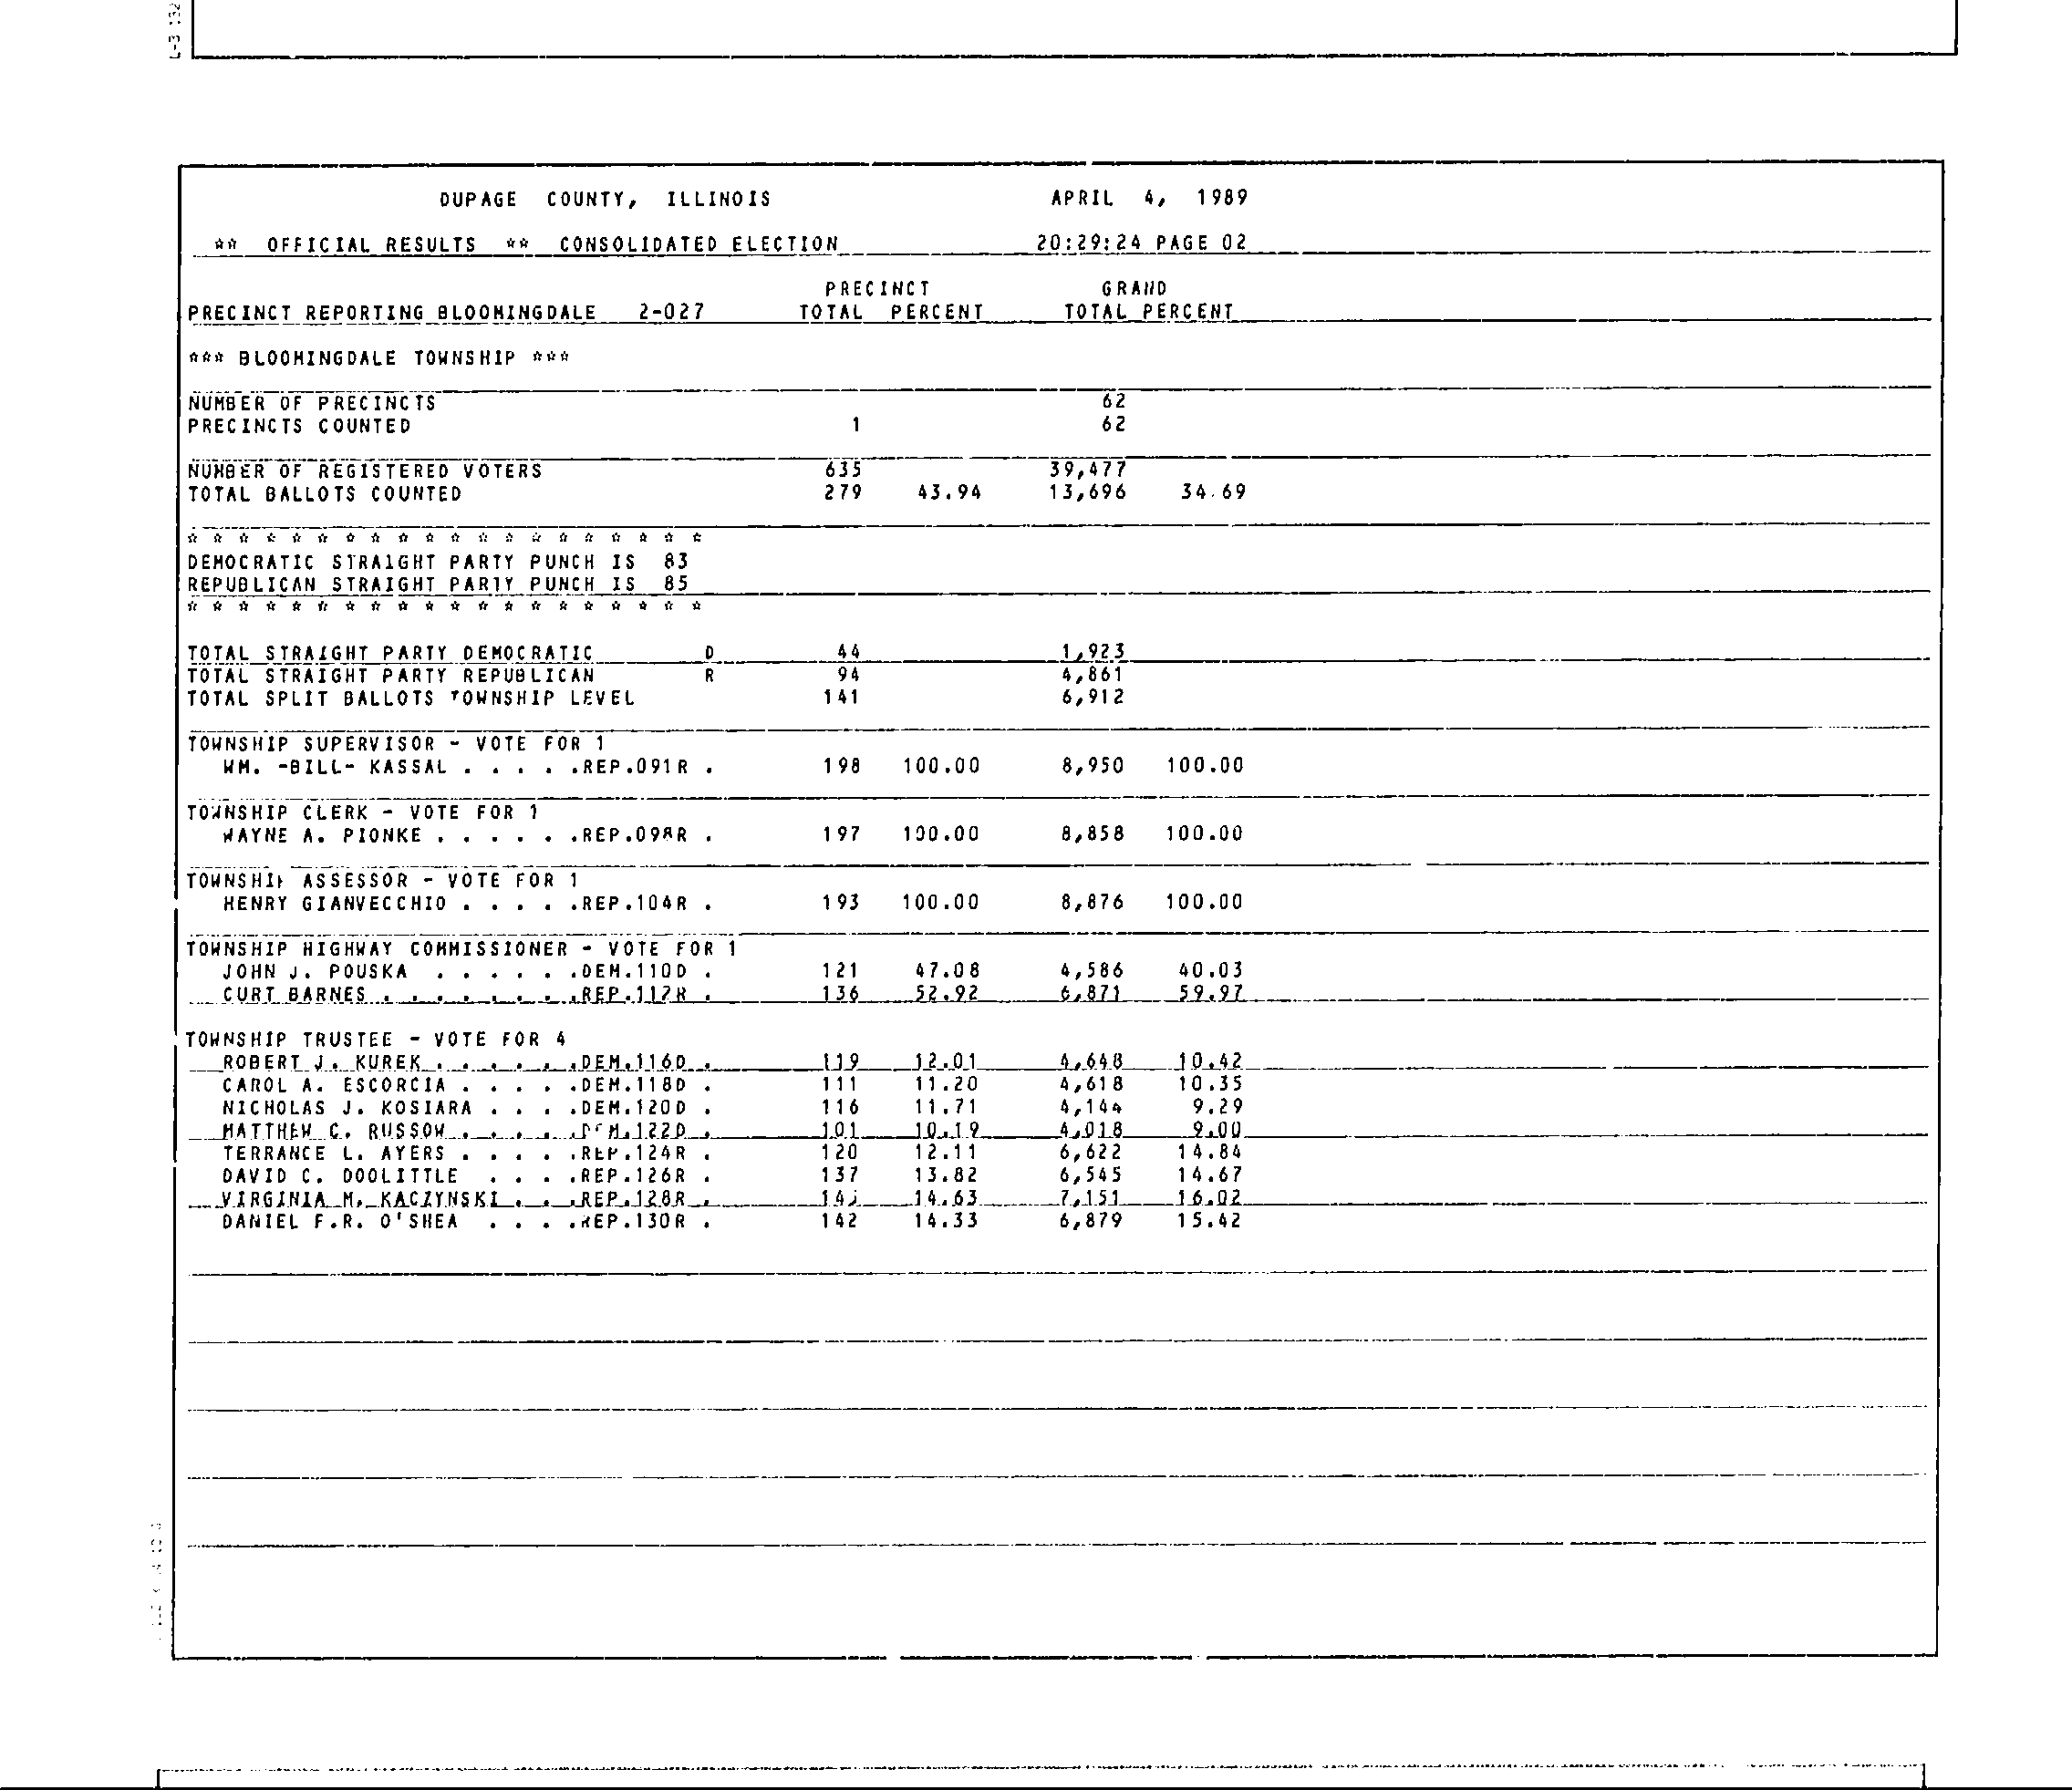 DUPAGE COUNTY, ILLINOIS APRIL 4, 1989
** OFFICIAL RESULTS ** CONSOLIDATED ELECTION 20:29:24 PAGE 02
PRECINCT GRAND
PRECINCT REPORTING BLOOMINGDALE 2-027 TOTAL PERCENT TOTAL PERCENT
*** BLOOMINGDALE TOWNSHIP ***
NUMBER OF PRECINCTS 62
PRECINCTS COUNTED 1 62
NUMBER OF REGISTERED VOTERS 635 39,477
TOTAL BALLOTS COUNTED 279 43.94 13,696 34.69
* * * * * * * * * * * * * * * * * * * *
DEMOCRATIC STRAIGHT PARTY PUNCH IS 83
REPUBLICAN STRAIGHT PARTY PUNCH IS 85
* * * * * * * * * * * * * * * * * * * *
TOTAL STRAIGHT PARTY DEMOCRATIC D 44 1,923
TOTAL STRAIGHT PARTY REPUBLICAN R 94 4,861
TOTAL SPLIT BALLOTS TOWNSHIP LEVEL 141 6,912
TOWNSHIP SUPERVISOR - VOTE FOR 1
WM. -BILL- KASSAL . . . . .REP.091R . 198 100.00 8,950 100.00
TOWNSHIP CLERK - VOTE FOR 1
WAYNE A. PIONKE . . . . . .REP.098R . 197 100.00 8,858 100.00
TOWNSHIP ASSESSOR - VOTE FOR 1
HENRY GIANVECCHIO . . . . .REP.104R . 193 100.00 8,876 100.00
TOWNSHIP HIGHWAY COMMISSIONER - VOTE FOR 1
JOHN J. POUSKA . . . . . .DEM.110D . 121 47.08 4,586 40.03
CURT BARNES . . . . . . . .REP.112R . 136 52.92 6,871 59.97
TOWNSHIP TRUSTEE - VOTE FOR 4
ROBERT J. KUREK . . . . . .DEM.116D . 119 12.01 4,648 10.42
CAROL A. ESCORCIA . . . . .DEM.118D . 111 11.20 4,618 10.35
NICHOLAS J. KOSIARA . . . .DEM.120D . 116 11.71 4,144 9.29
MATTHEW C. RUSSOW . . . . .DEM.122D . 101 10.19 4,018 9.00
TERRANCE L. AYERS . . . . .REP.124R . 120 12.11 6,622 14.84
DAVID C. DOOLITTLE . . . .REP.126R . 137 13.82 6,545 14.67
VIRGINIA M. KACZYNSKI . . .REP.128R . 14.63 7,151 16.02
DANIEL F.R. O'SHEA . . . .REP.130R . 142 14.33 6,879 15.42